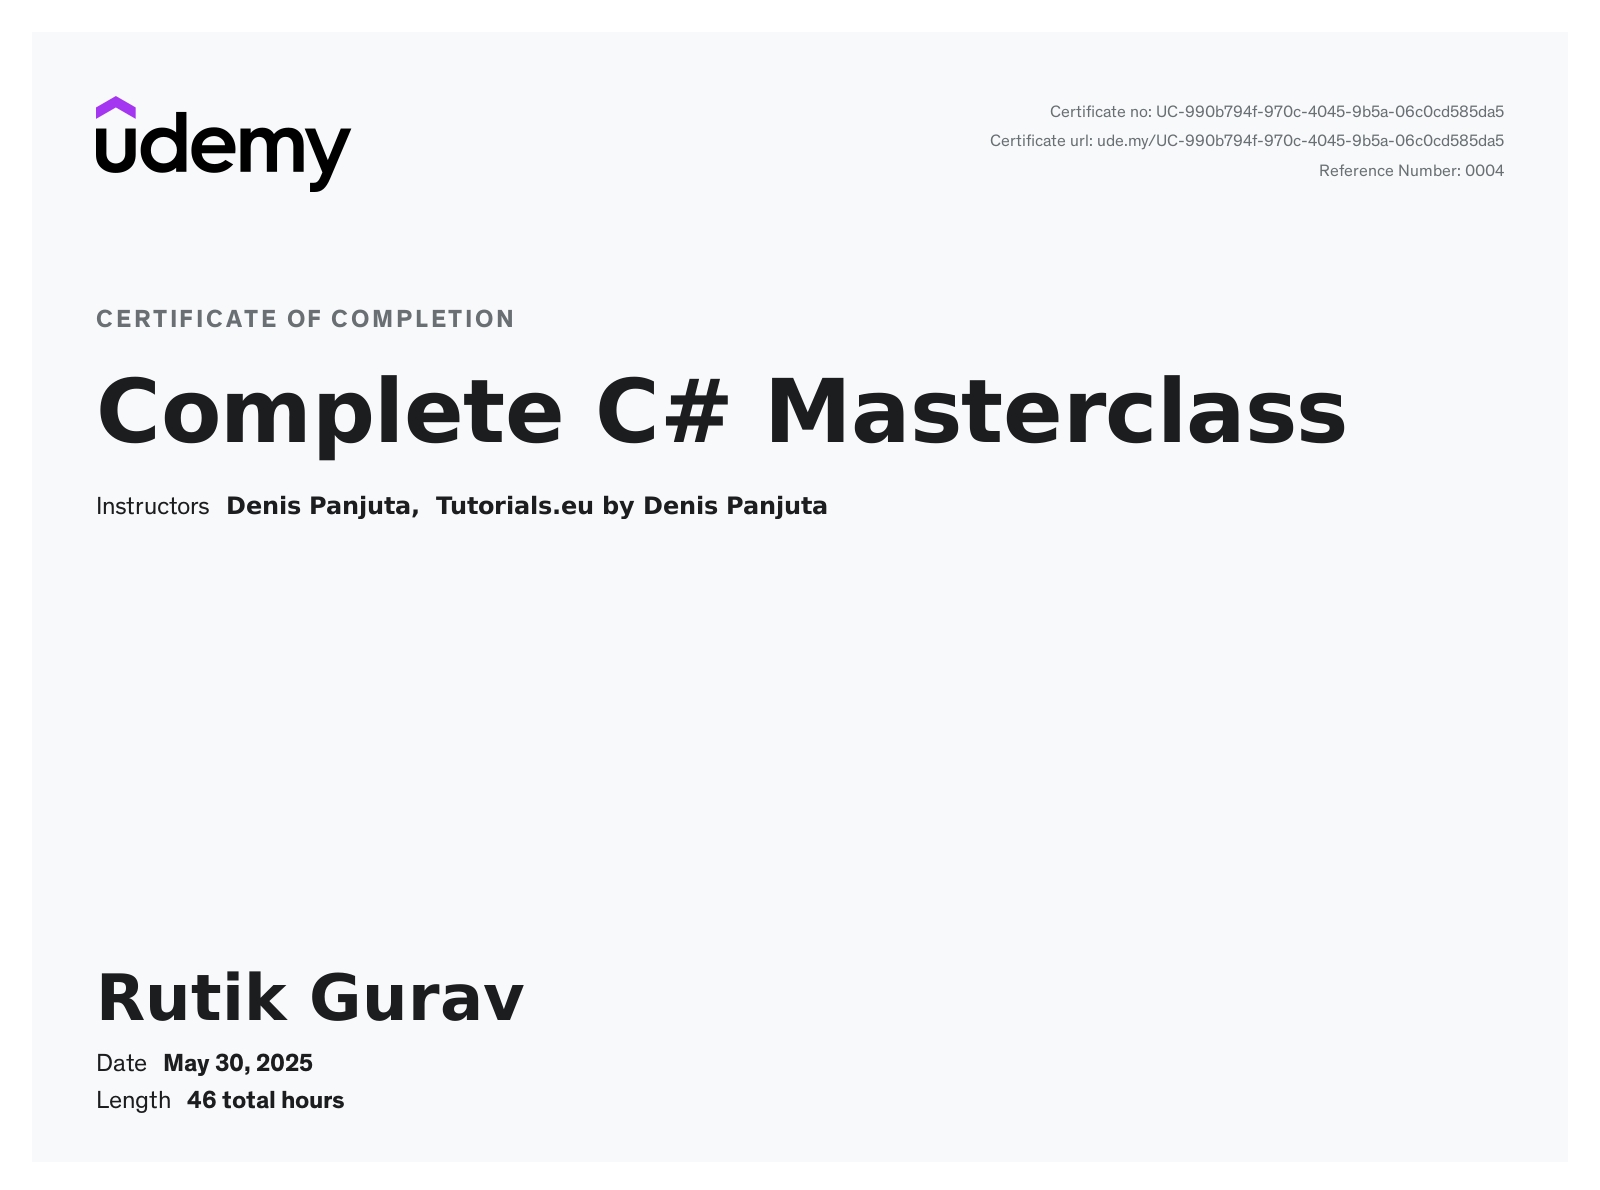 udemy
Certificate no: UC-990b794f-970c-4045-9b5a-06c0cd585da5
Certificate url: ude.my/UC-990b794f-970c-4045-9b5a-06c0cd585da5
Reference Number: 0004
CERTIFICATE OF COMPLETION
Complete C# Masterclass
Instructors Denis Panjuta, Tutorials.eu by Denis Panjuta
Rutik Gurav
Date May 30, 2025
Length 46 total hours